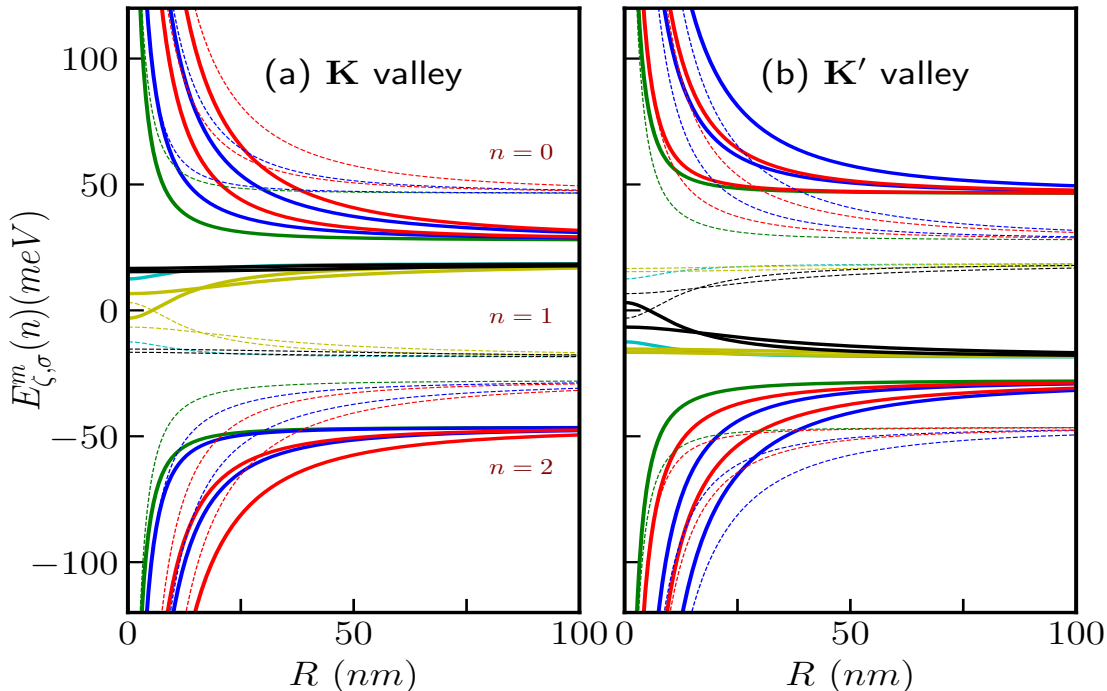 (a) K valley
(b) K′ valley
n = 0
n = 1
n = 2
E^m_{ζ,σ}(n)(meV)
100
50
0
−50
−100
0
50
100
0
50
100
R (nm)
R (nm)